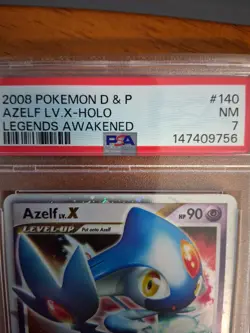 2008 POKEMON D & P #140
AZELF LV.X-HOLO NM
LEGENDS AWAKENED 7
PSA 147409756
Azelf LV.X HP 90
LEVEL-UP Put onto Azelf